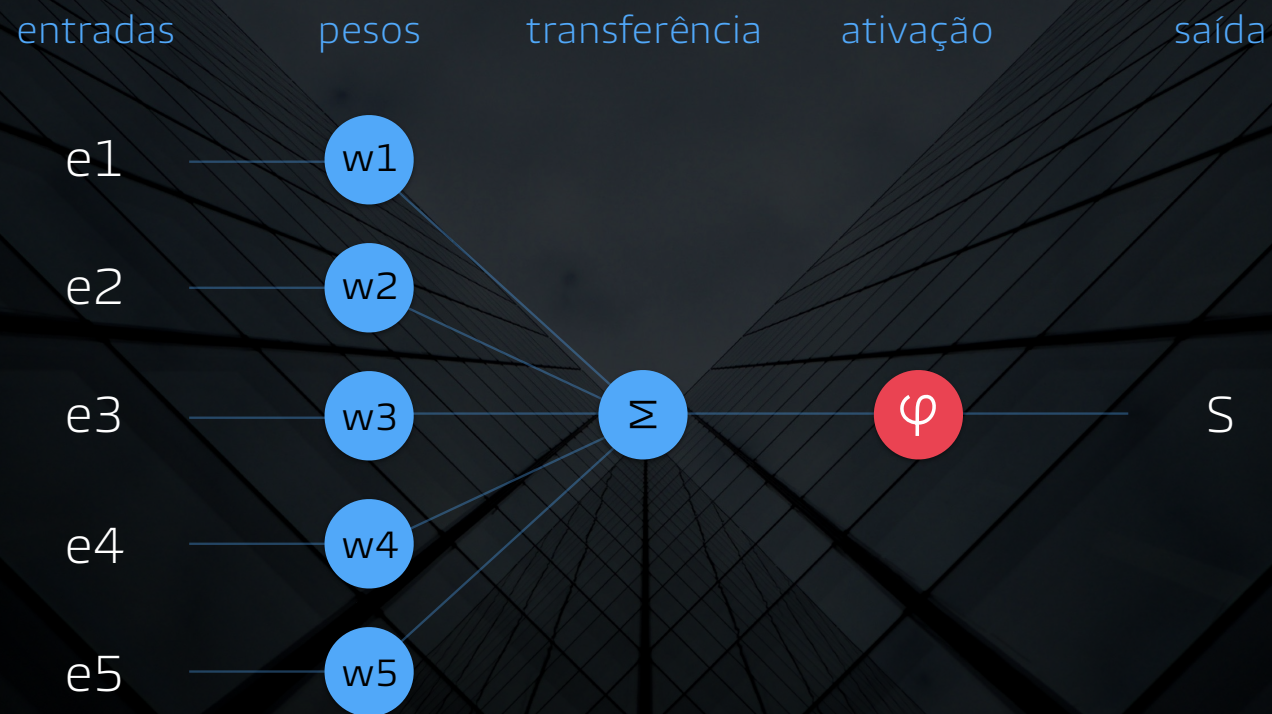 entradas pesos transferência ativação saída
e1 w1
e2 w2
e3 w3 Σ φ S
e4 w4
e5 w5